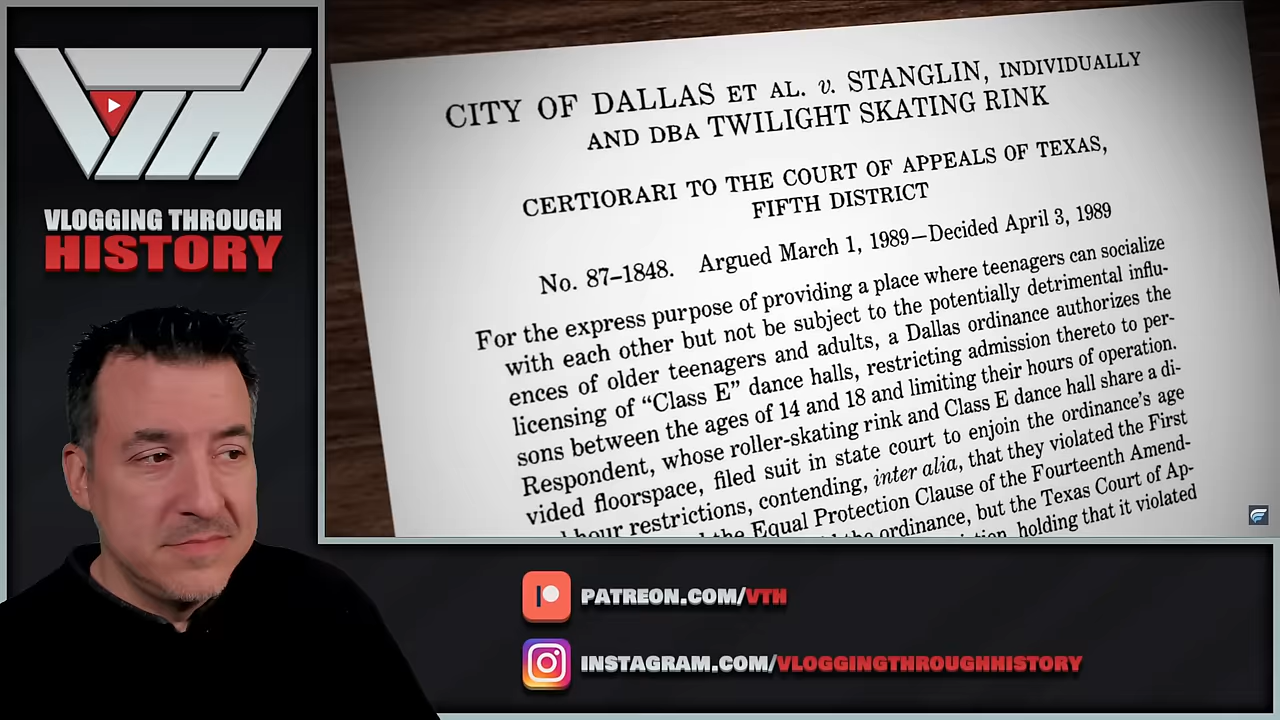 VTH
VLOGGING THROUGH
HISTORY
CITY OF DALLAS ET AL. v. STANGLIN, INDIVIDUALLY
AND DBA TWILIGHT SKATING RINK
CERTIORARI TO THE COURT OF APPEALS OF TEXAS,
FIFTH DISTRICT
No. 87–1848. Argued March 1, 1989—Decided April 3, 1989
For the express purpose of providing a place where teenagers can socialize
with each other but not be subject to the potentially detrimental influ-
ences of older teenagers and adults, a Dallas ordinance authorizes the
licensing of “Class E” dance halls, restricting admission thereto to per-
sons between the ages of 14 and 18 and limiting their hours of operation.
Respondent, whose roller-skating rink and Class E dance hall share a di-
vided floorspace, filed suit in state court to enjoin the ordinance's age
hour restrictions, contending, inter alia, that they violated the First
the Equal Protection Clause of the Fourteenth Amend-
ordinance, but the Texas Court of Ap-
holding that it violated
PATREON.COM/VTH
INSTAGRAM.COM/VLOGGINGTHROUGHHISTORY